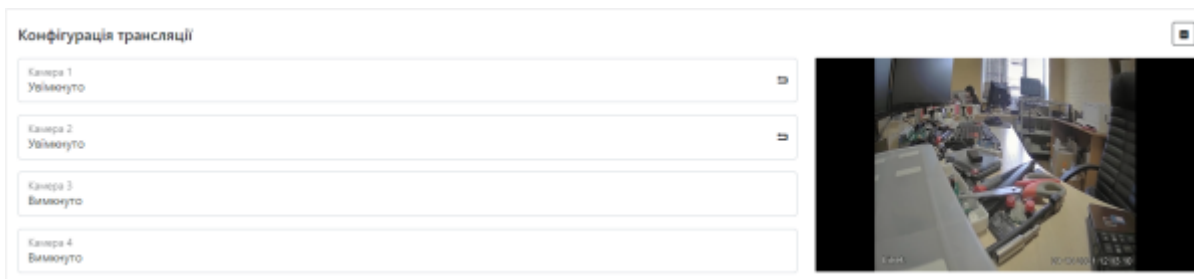 Конфігурація трансляції
Камера 1
Увімкнуто
Камера 2
Увімкнуто
Камера 3
Вимкнуто
Камера 4
Вимкнуто